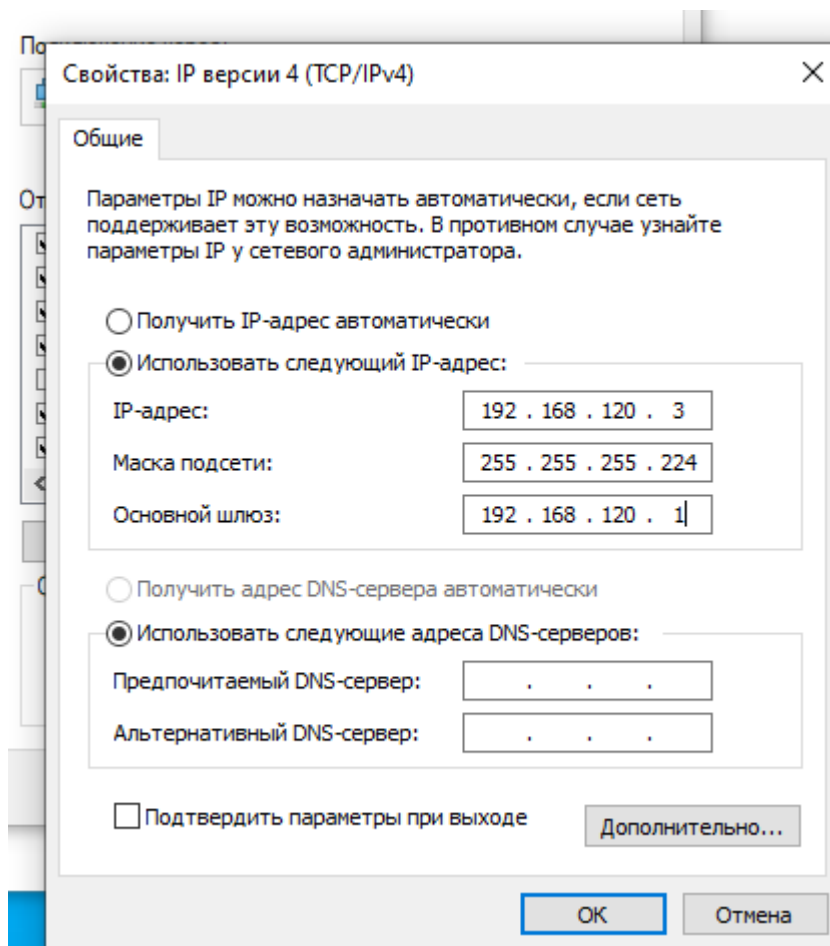 Свойства: IP версии 4 (TCP/IPv4)
Общие
Параметры IP можно назначать автоматически, если сеть
поддерживает эту возможность. В противном случае узнайте
параметры IP у сетевого администратора.
Получить IP-адрес автоматически
Использовать следующий IP-адрес:
IP-адрес: 192 . 168 . 120 . 3
Маска подсети: 255 . 255 . 255 . 224
Основной шлюз: 192 . 168 . 120 . 1
Получить адрес DNS-сервера автоматически
Использовать следующие адреса DNS-серверов:
Предпочитаемый DNS-сервер: . . .
Альтернативный DNS-сервер: . . .
Подтвердить параметры при выходе
Дополнительно...
ОК Отмена